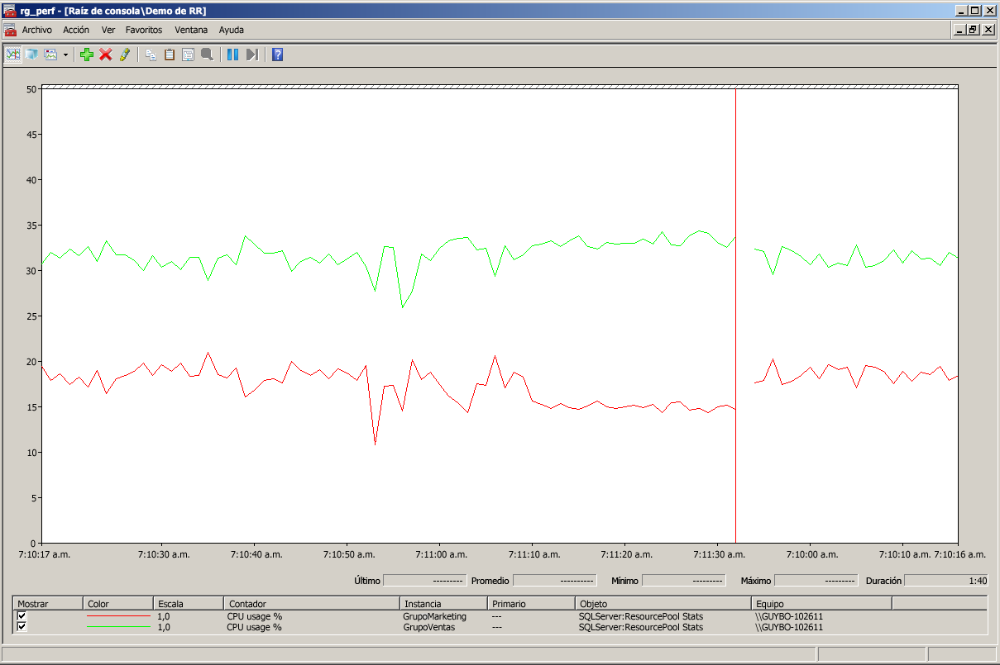 rg_perf - [Raíz de consola\Demo de RR]
Archivo Acción Ver Favoritos Ventana Ayuda
50
45
40
35
30
25
20
15
10
5
0
7:10:17 a.m. 7:10:30 a.m. 7:10:40 a.m. 7:10:50 a.m. 7:11:00 a.m. 7:11:10 a.m. 7:11:20 a.m. 7:11:30 a.m. 7:10:00 a.m. 7:10:10 a.m. 7:10:16 a.m.
Último --------- Promedio ---------- Mínimo --------- Máximo --------- Duración 1:40
Mostrar Color Escala Contador Instancia Primario Objeto Equipo
1,0 CPU usage % GrupoMarketing --- SQLServer:ResourcePool Stats \\GUYBO-102611
1,0 CPU usage % GrupoVentas --- SQLServer:ResourcePool Stats \\GUYBO-102611